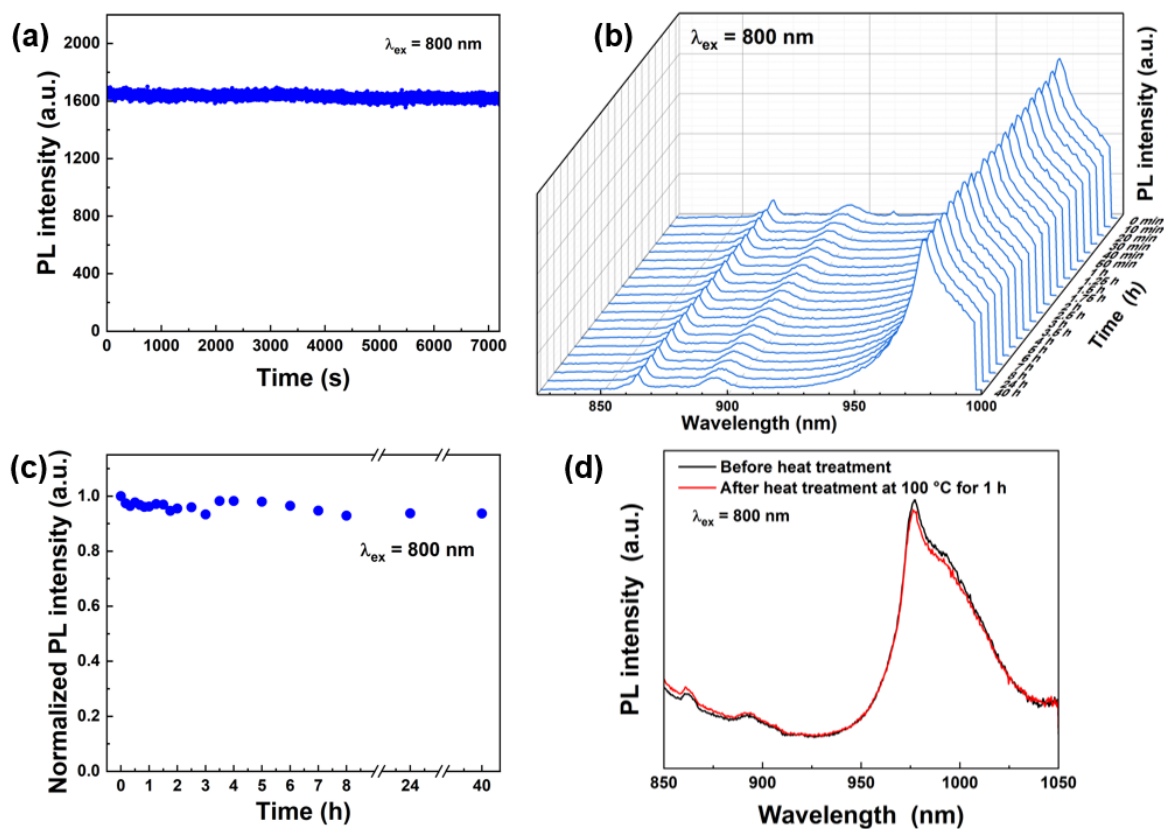 (a)
λex = 800 nm
PL intensity (a.u.)
2000
1600
1200
800
400
0
0 1000 2000 3000 4000 5000 6000 7000
Time (s)
(b)
λex = 800 nm
PL intensity (a.u.)
0 min
10 min
20 min
30 min
40 min
50 min
1 h
Time (h)
850 900 950 1000
Wavelength (nm)
(c)
Normalized PL intensity (a.u.)
1.0
0.8
0.6
0.4
0.2
0.0
λex = 800 nm
0 1 2 3 4 5 6 7 8 24 40
Time (h)
(d)
Before heat treatment
After heat treatment at 100 °C for 1 h
λex = 800 nm
PL intensity (a.u.)
850 900 950 1000 1050
Wavelength (nm)